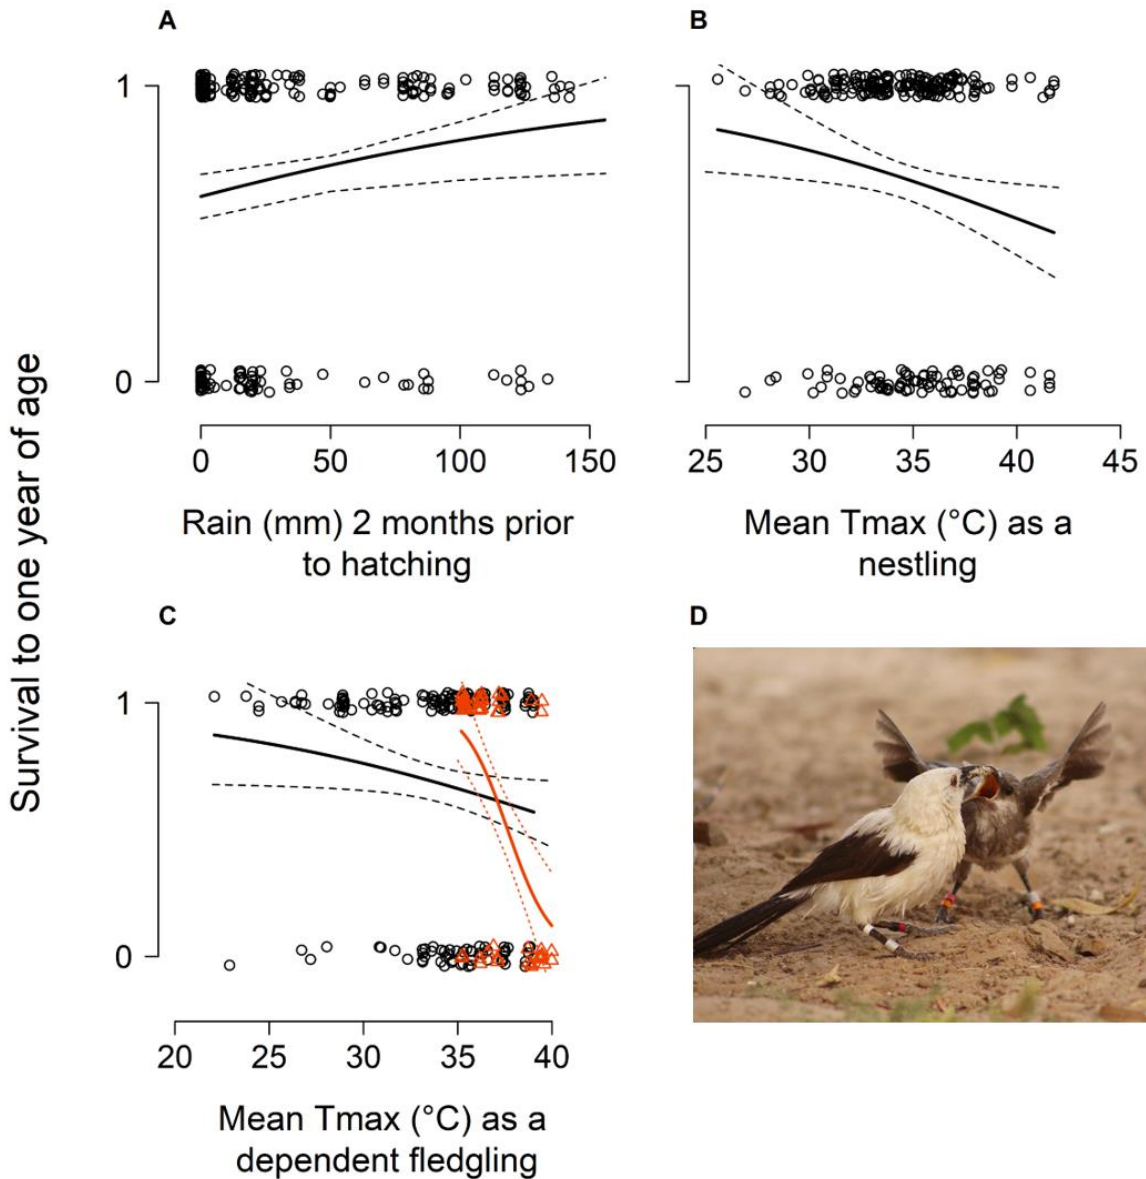 A
B
1
0
0 50 100 150
25 30 35 40 45
Rain (mm) 2 months prior
to hatching
Mean Tmax (°C) as a
nestling
Survival to one year of age
C
D
1
0
20 25 30 35 40
Mean Tmax (°C) as a
dependent fledgling